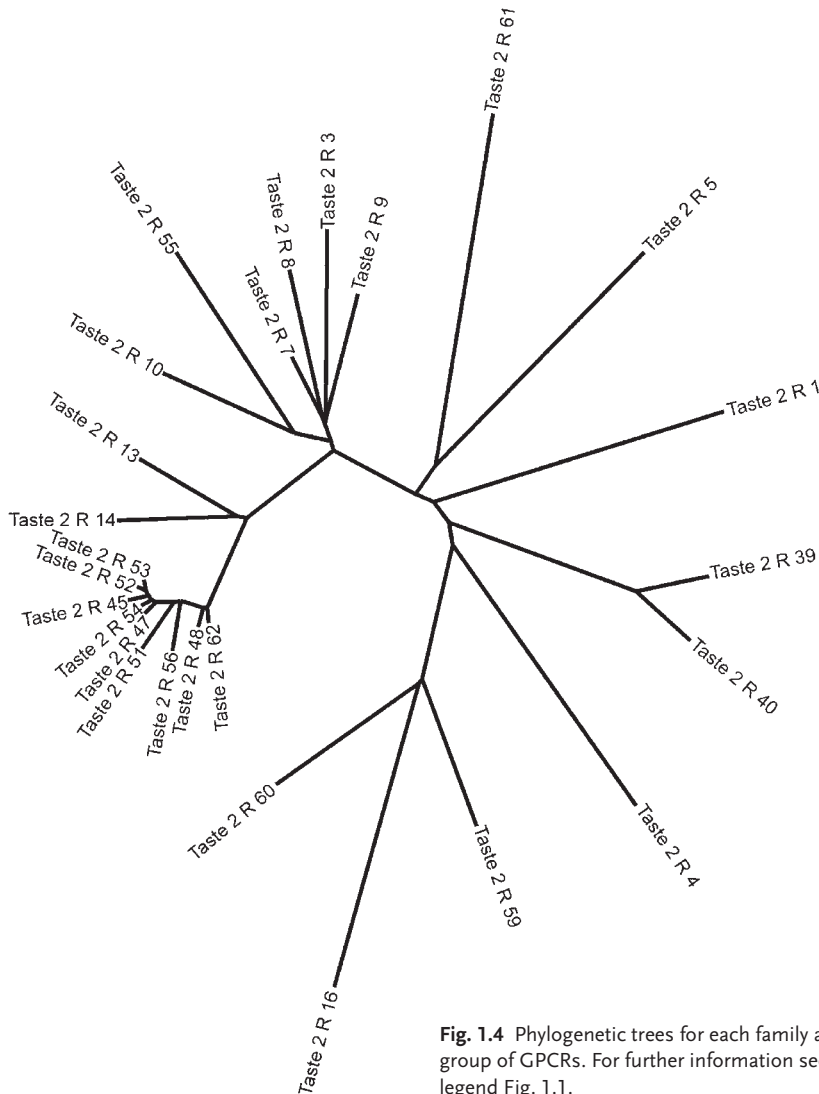 Taste 2 R 61
Taste 2 R 5
Taste 2 R 3
Taste 2 R 8
Taste 2 R 9
Taste 2 R 55
Taste 2 R 7
Taste 2 R 10
Taste 2 R 1
Taste 2 R 13
Taste 2 R 14
Taste 2 R 53
Taste 2 R 52
Taste 2 R 45
Taste 2 R 54
Taste 2 R 47
Taste 2 R 51
Taste 2 R 56
Taste 2 R 48
Taste 2 R 62
Taste 2 R 39
Taste 2 R 40
Taste 2 R 60
Taste 2 R 59
Taste 2 R 4
Taste 2 R 16
Fig. 1.4 Phylogenetic trees for each family a
group of GPCRs. For further information se
legend Fig. 1.1.